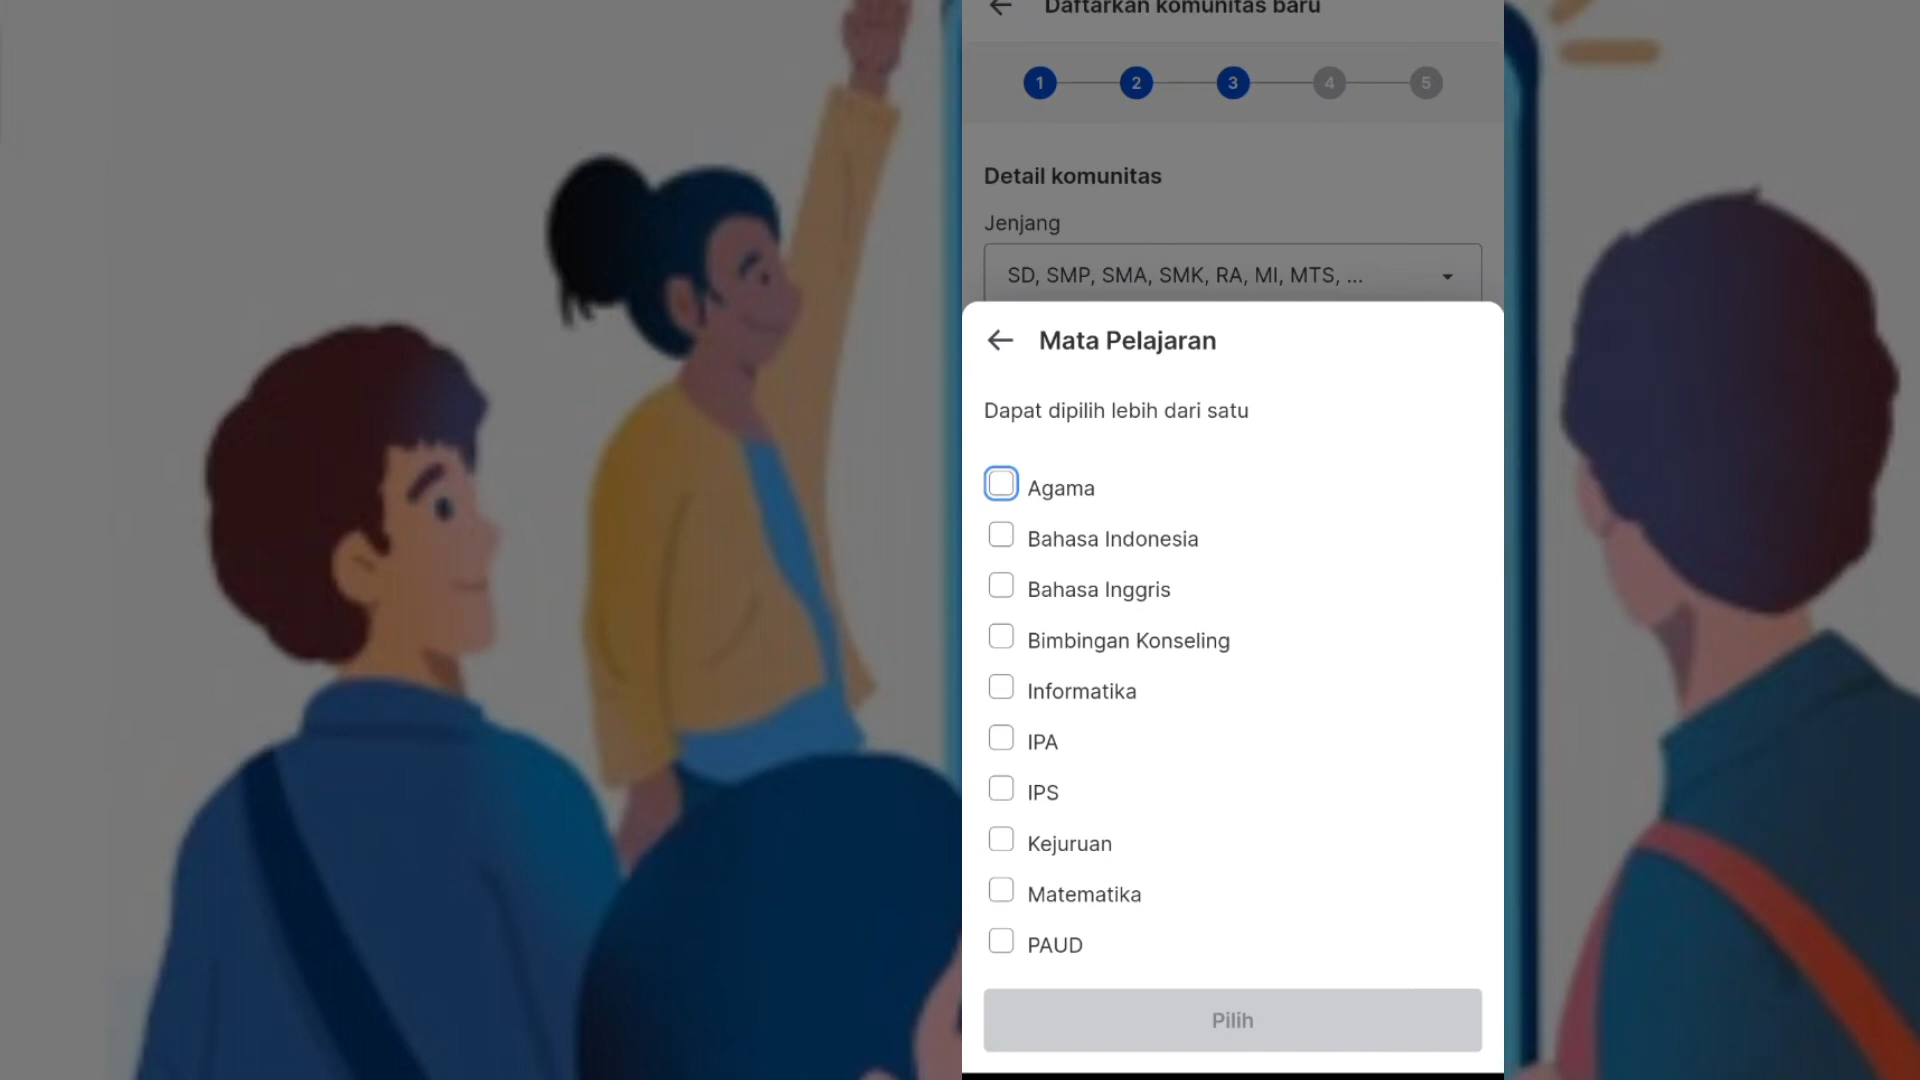 Daftarkan komunitas baru
1 2 3 4 5
Detail komunitas
Jenjang
SD, SMP, SMA, SMK, RA, MI, MTS, ...
Mata Pelajaran
Dapat dipilih lebih dari satu
Agama
Bahasa Indonesia
Bahasa Inggris
Bimbingan Konseling
Informatika
IPA
IPS
Kejuruan
Matematika
PAUD
Pilih